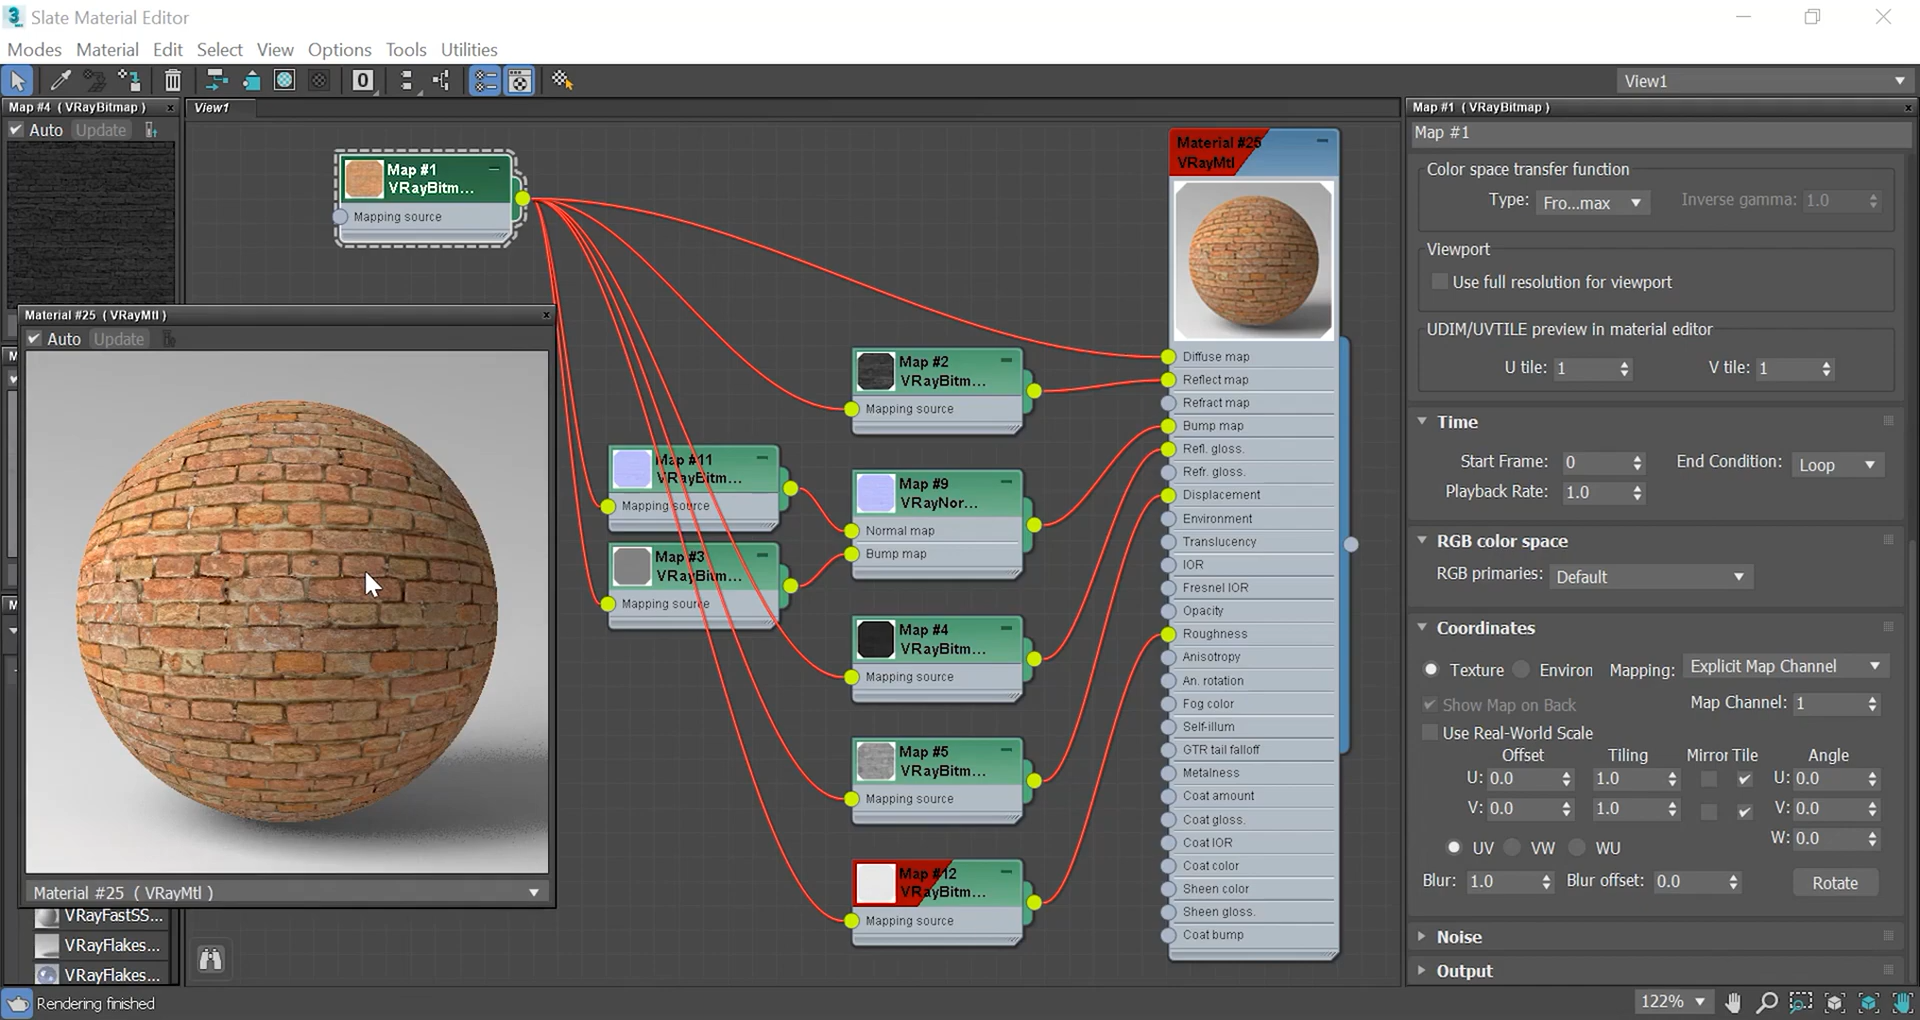 Slate Material Editor
Modes Material Edit Select View Options Tools Utilities
View1
Map #4 ( VRayBitmap )
Auto Update
View1
Map #1 ( VRayBitmap )
Map #1
Color space transfer function
Type: Fro...max Inverse gamma: 1.0
Viewport
Use full resolution for viewport
UDIM/UVTILE preview in material editor
U tile: 1 V tile: 1
Time
Start Frame: 0 End Condition: Loop
Playback Rate: 1.0
RGB color space
RGB primaries: Default
Coordinates
Texture Environ Mapping: Explicit Map Channel
Show Map on Back Map Channel: 1
Use Real-World Scale
Offset Tiling Mirror Tile Angle
U: 0.0 1.0 U: 0.0
V: 0.0 1.0 V: 0.0
W: 0.0
UV VW WU
Blur: 1.0 Blur offset: 0.0 Rotate
Noise
Output
Map #1
VRayBitm...
Mapping source
Material #25 ( VRayMtl )
Auto Update
Material #25 ( VRayMtl )
VRayFastSS...
VRayFlakes...
VRayFlakes...
Map #11
VRayBitm...
Mapping source
Map #3
VRayBitm...
Mapping source
Map #2
VRayBitm...
Mapping source
Map #9
VRayNor...
Normal map
Bump map
Map #4
VRayBitm...
Mapping source
Map #5
VRayBitm...
Mapping source
Map #12
VRayBitm...
Mapping source
Material #25
VRayMtl
Diffuse map
Reflect map
Refract map
Bump map
Refl. gloss.
Refr. gloss.
Displacement
Environment
Translucency
IOR
Fresnel IOR
Opacity
Roughness
Anisotropy
An. rotation
Fog color
Self-illum
GTR tail falloff
Metalness
Coat amount
Coat gloss.
Coat IOR
Coat color
Sheen color
Sheen gloss.
Coat bump
Rendering finished
122%